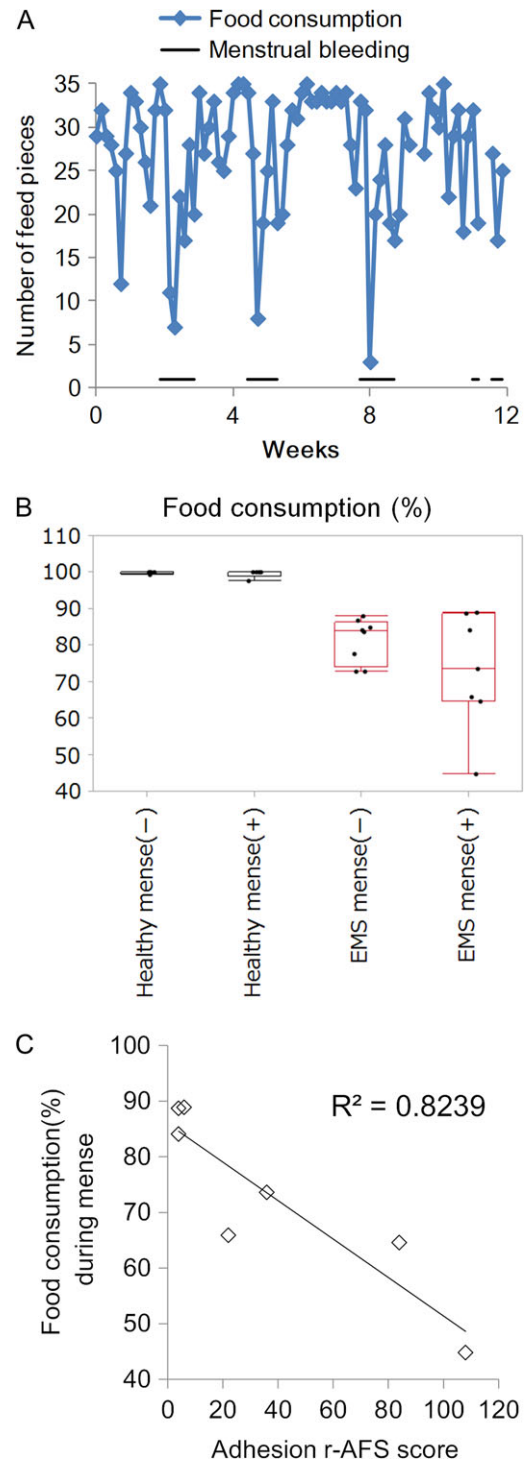 A
Food consumption
Menstrual bleeding
Number of feed pieces
35
30
25
20
15
10
5
0
0 4 8 12
Weeks
B
Food consumption (%)
110
100
90
80
70
60
50
40
Healthy mense(−)
Healthy mense(+)
EMS mense(−)
EMS mense(+)
C
Food consumption(%)
during mense
100
90
80
70
60
50
40
R² = 0.8239
0 20 40 60 80 100 120
Adhesion r-AFS score